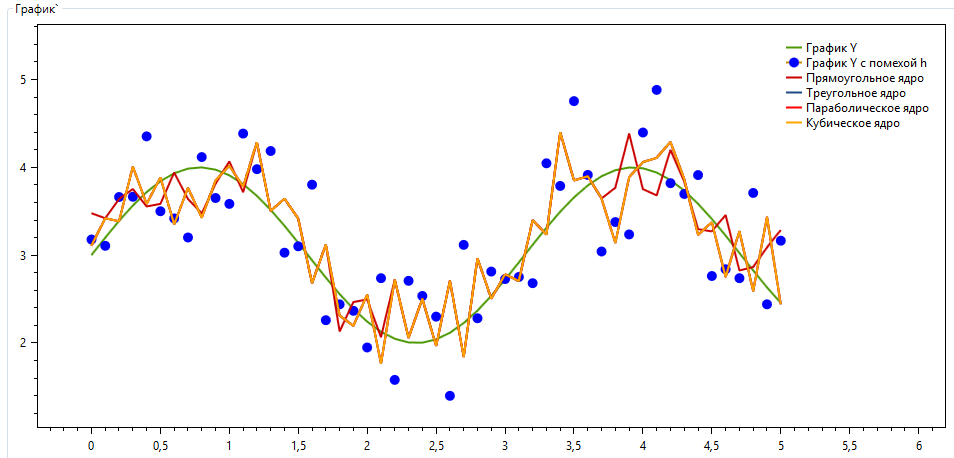 График`
График Y
График Y с помехой h
Прямоугольное ядро
Треугольное ядро
Параболическое ядро
Кубическое ядро
5
4
3
2
0 0,5 1 1,5 2 2,5 3 3,5 4 4,5 5 5,5 6